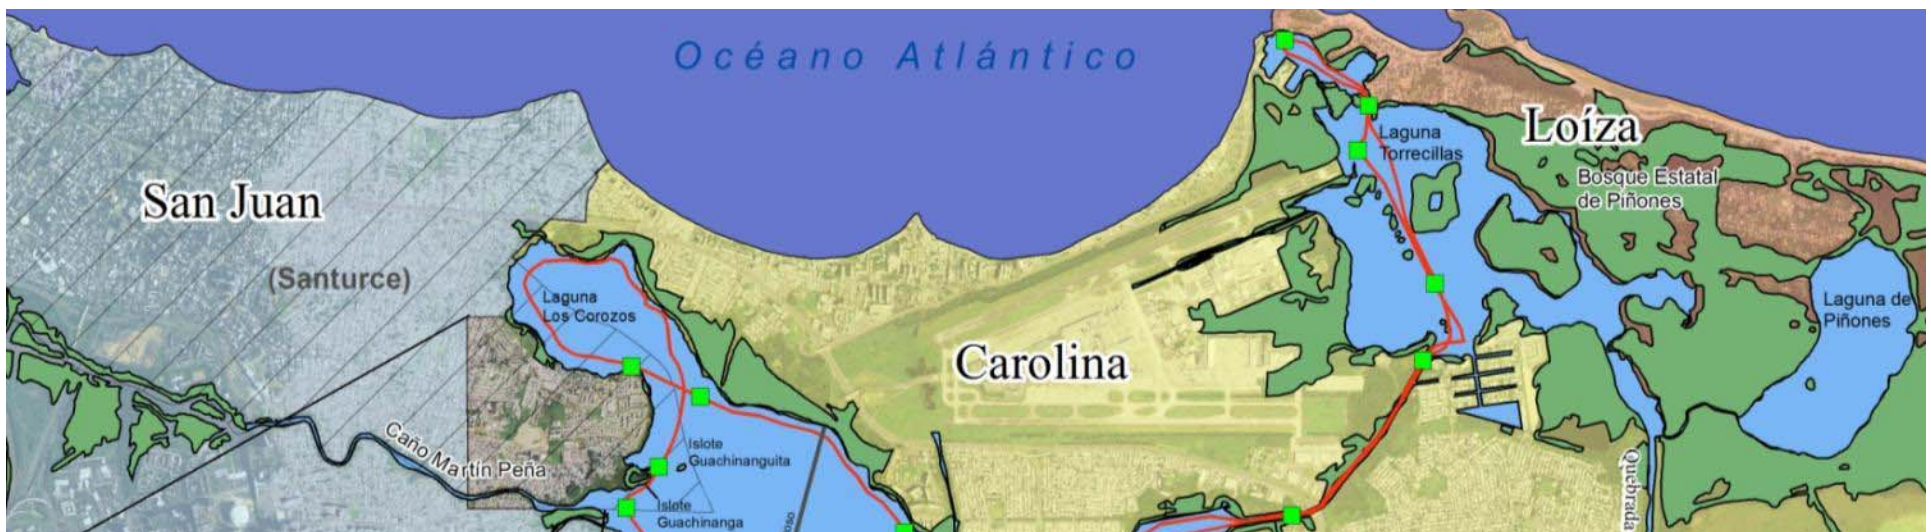 Océano Atlántico
San Juan
(Santurce)
Laguna
Los Corozos
Caño Martín Peña
Islote
Guachinanguita
Islote
Guachinanga
Carolina
Laguna
Torrecillas
Loíza
Bosque Estatal
de Piñones
Laguna de
Piñones
Quebrada